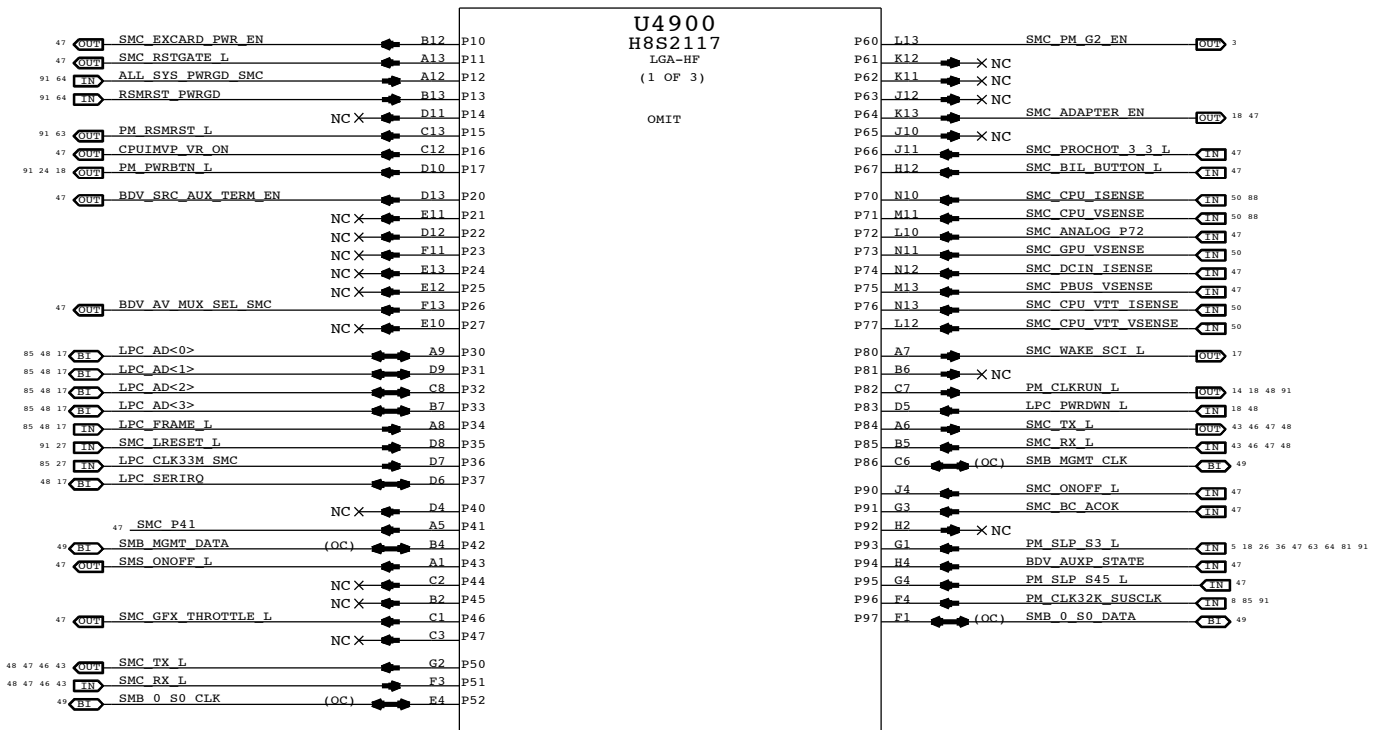 U4900
H8S2117
LGA-HF
(1 OF 3)
OMIT
47 OUT SMC_EXCARD_PWR_EN B12 P10
47 OUT SMC_RSTGATE_L A13 P11
91 64 IN ALL_SYS_PWRGD_SMC A12 P12
91 64 IN RSMRST_PWRGD B13 P13
NC D11 P14
91 63 OUT PM_RSMRST_L C13 P15
47 OUT CPUIMVP_VR_ON C12 P16
91 24 18 OUT PM_PWRBTN_L D10 P17
47 OUT BDV_SRC_AUX_TERM_EN D13 P20
NC E11 P21
NC D12 P22
NC F11 P23
NC E13 P24
NC E12 P25
47 OUT BDV_AV_MUX_SEL_SMC F13 P26
NC E10 P27
85 48 17 BI LPC_AD<0> A9 P30
85 48 17 BI LPC_AD<1> D9 P31
85 48 17 BI LPC_AD<2> C8 P32
85 48 17 BI LPC_AD<3> B7 P33
85 48 17 IN LPC_FRAME_L A8 P34
91 27 IN SMC_LRESET_L D8 P35
85 27 IN LPC_CLK33M_SMC D7 P36
48 17 BI LPC_SERIRQ D6 P37
NC D4 P40
47 SMC_P41 A5 P41
49 BI SMB_MGMT_DATA (OC) B4 P42
47 OUT SMS_ONOFF_L A1 P43
NC C2 P44
NC B2 P45
47 OUT SMC_GFX_THROTTLE_L C1 P46
NC C3 P47
48 47 46 43 OUT SMC_TX_L G2 P50
48 47 46 43 IN SMC_RX_L F3 P51
49 BI SMB_0_S0_CLK (OC) E4 P52
P60 L13 SMC_PM_G2_EN OUT 3
P61 K12 NC
P62 K11 NC
P63 J12 NC
P64 K13 SMC_ADAPTER_EN OUT 18 47
P65 J10 NC
P66 J11 SMC_PROCHOT_3_3_L IN 47
P67 H12 SMC_BIL_BUTTON_L IN 47
P70 N10 SMC_CPU_ISENSE IN 50 88
P71 M11 SMC_CPU_VSENSE IN 50 88
P72 L10 SMC_ANALOG_P72 IN 47
P73 N11 SMC_GPU_VSENSE IN 50
P74 N12 SMC_DCIN_ISENSE IN 47
P75 M13 SMC_PBUS_VSENSE IN 47
P76 N13 SMC_CPU_VTT_ISENSE IN 50
P77 L12 SMC_CPU_VTT_VSENSE IN 50
P80 A7 SMC_WAKE_SCI_L OUT 17
P81 B6 NC
P82 C7 PM_CLKRUN_L OUT 14 18 48 91
P83 D5 LPC_PWRDWN_L IN 18 48
P84 A6 SMC_TX_L OUT 43 46 47 48
P85 B5 SMC_RX_L IN 43 46 47 48
P86 C6 (OC) SMB_MGMT_CLK BI 49
P90 J4 SMC_ONOFF_L IN 47
P91 G3 SMC_BC_ACOK IN 47
P92 H2 NC
P93 G1 PM_SLP_S3_L IN 5 18 26 36 47 63 64 81 91
P94 H4 BDV_AUXP_STATE IN 47
P95 G4 PM_SLP_S45_L IN 47
P96 F4 PM_CLK32K_SUSCLK IN 8 85 91
P97 F1 (OC) SMB_0_S0_DATA BI 49